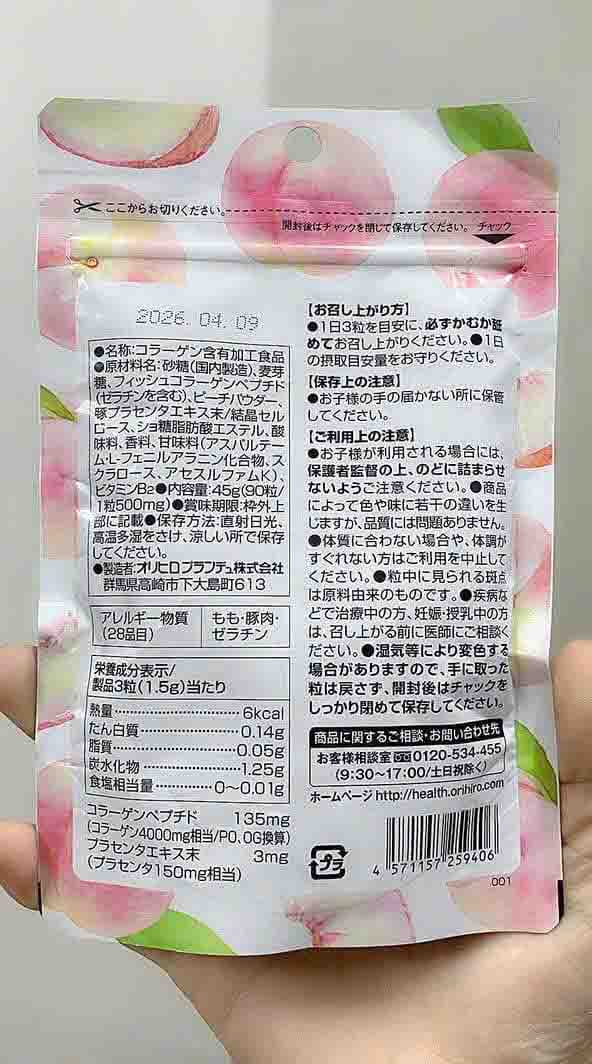 ここからお切りください。
開封後はチャックを閉じて保存してください。 チャック
2026. 04. 09
●名称:コラーゲン含有加工食品
●原材料名:砂糖(国内製造)、麦芽
糖、フィッシュコラーゲンペプチド
(ゼラチンを含む)、ピーチパウダー、
豚プラセンタエキス末/結晶セル
ロース、ショ糖脂肪酸エステル、酸
味料、香料、甘味料(アスパルテー
ム・L-フェニルアラニン化合物、ス
クラロース、アセスルファムK)、
ビタミンB2●内容量:45g(90粒/
1粒500mg)●賞味期限:枠外上
部に記載●保存方法:直射日光、
高温多湿をさけ、涼しい所で保存
してください。
●製造者:オリヒロプランデュ株式会社
群馬県高崎市下大島町613
アレルギー物質
(28品目)
もも・豚肉・
ゼラチン
栄養成分表示/
製品3粒(1.5g)当たり
熱量 6kcal
たん白質 0.14g
脂質 0.05g
炭水化物 1.25g
食塩相当量 0～0.01g
コラーゲンペプチド 135mg
(コラーゲン4000mg相当/PO、OG換算)
プラセンタエキス末 3mg
(プラセンタ150mg相当)
【お召し上がり方】
●1日3粒を目安に、必ずかむか舐
めてお召し上がりください。●1日
の摂取目安量をお守りください。
【保存上の注意】
●お子様の手の届かない所に保管
してください。
【ご利用上の注意】
●お子様が利用される場合には、
保護者監督の上、のどに詰まらせ
ないようご注意ください。●商品
によって色や味に若干の違いを生
じますが、品質には問題ありません。
●体質に合わない場合や、体調が
すぐれない方はご利用を中止して
ください。●粒中に見られる斑点
は原料由来のものです。●疾病な
どで治療中の方、妊娠・授乳中の方
は、召し上がる前に医師にご相談く
ださい。●湿気等により変色する
場合がありますので、手に取った
粒は戻さず、開封後はチャックを
しっかり閉めて保存してください。
商品に関するご相談・お問い合わせ先
お客様相談室 0120-534-455
(9:30～17:00/土日祝除く)
ホームページ http://health.orihiro.com
プラ
4 571157 259406
001